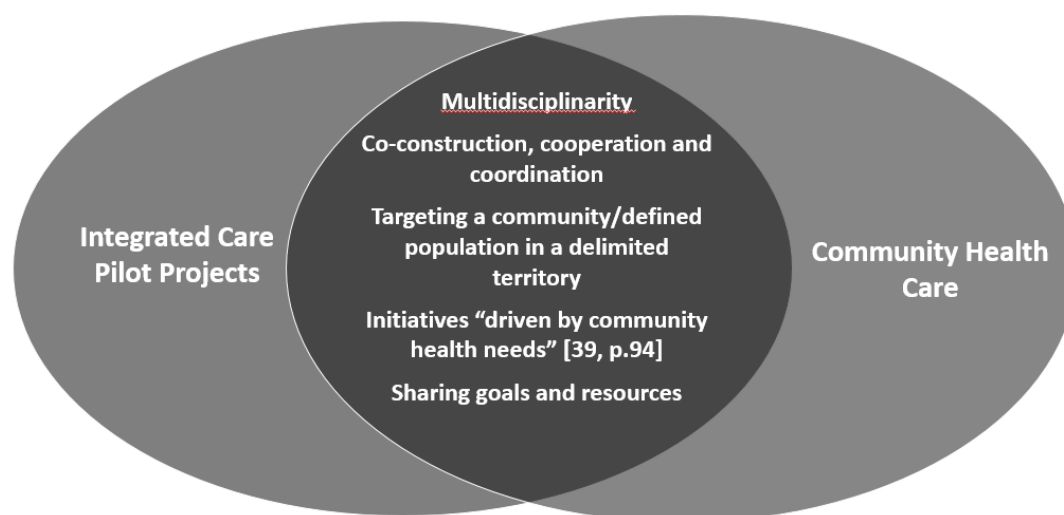 Multidisciplinarity
Co-construction, cooperation and
coordination
Targeting a community/defined
population in a delimited
territory
Initiatives “driven by community
health needs” [39, p.94]
Sharing goals and resources
Integrated Care
Pilot Projects
Community Health
Care